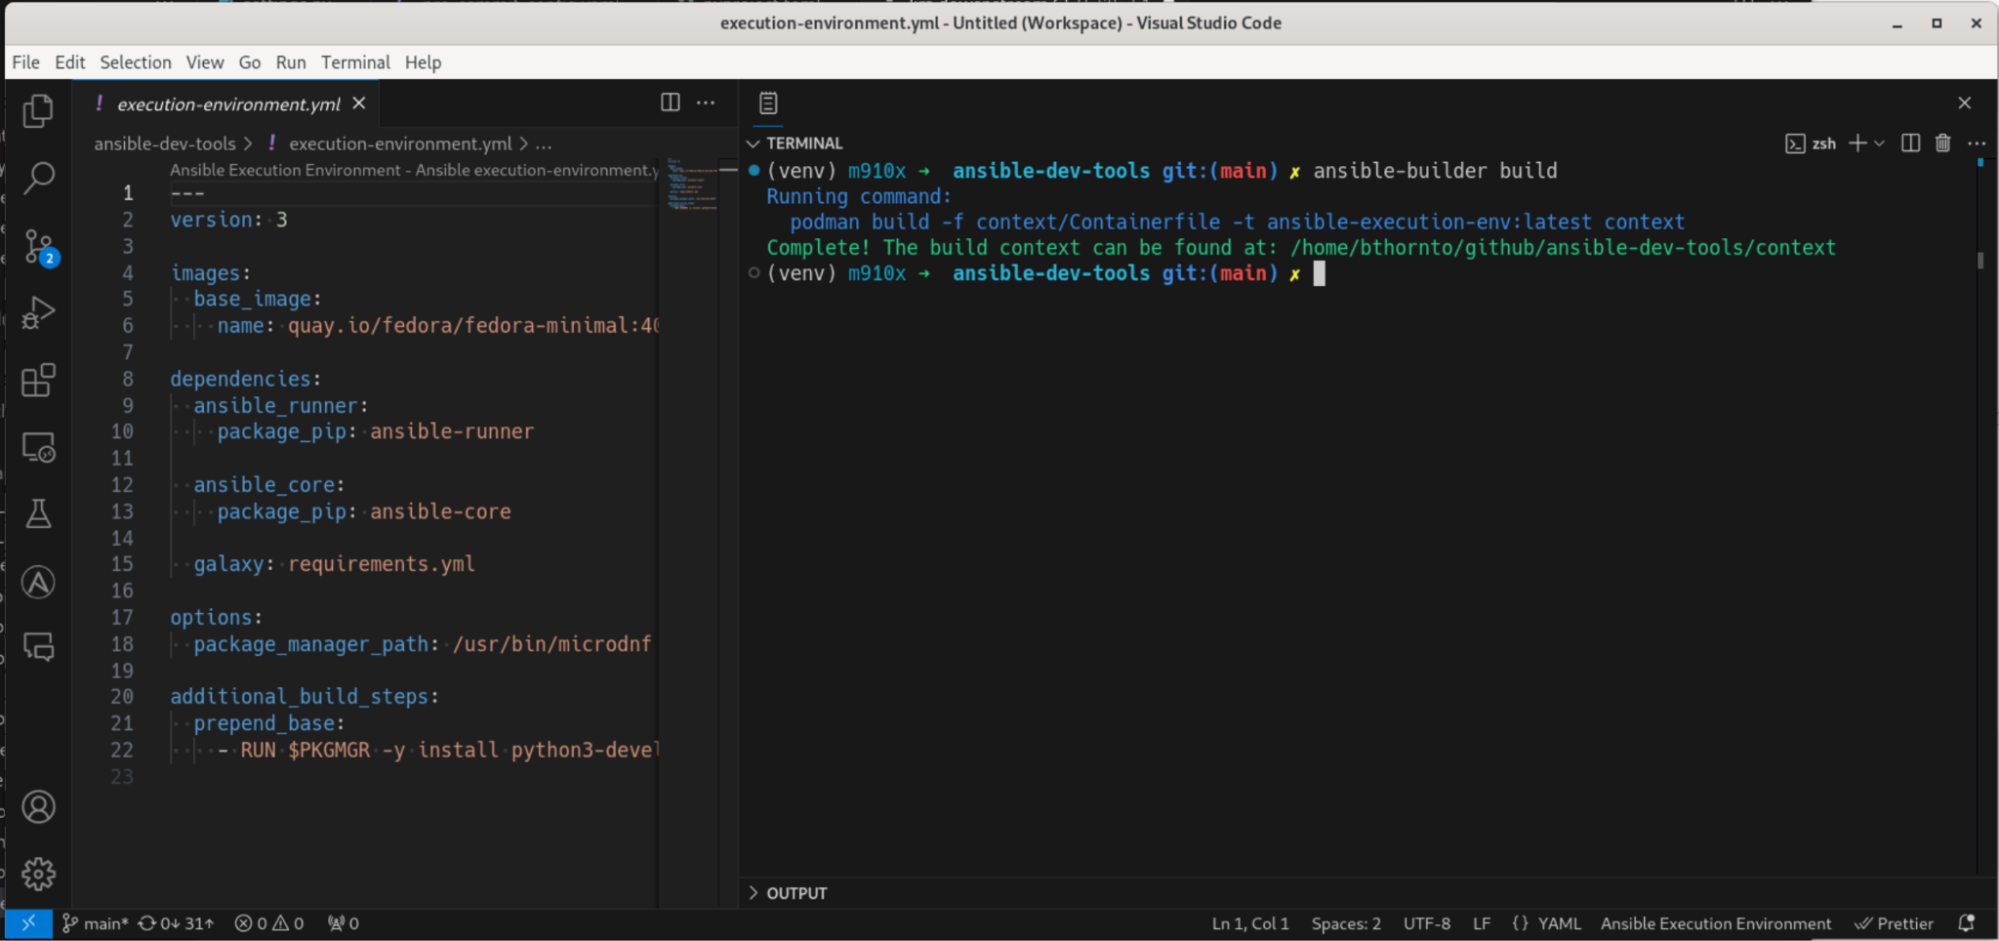 execution-environment.yml - Untitled (Workspace) - Visual Studio Code
File Edit Selection View Go Run Terminal Help
! execution-environment.yml
ansible-dev-tools > ! execution-environment.yml > ...
Ansible Execution Environment - Ansible execution-environment.y
1 ---
2 version: 3
3
4 images:
5 base_image:
6 name: quay.io/fedora/fedora-minimal:40
7
8 dependencies:
9 ansible_runner:
10 package_pip: ansible-runner
11
12 ansible_core:
13 package_pip: ansible-core
14
15 galaxy: requirements.yml
16
17 options:
18 package_manager_path: /usr/bin/microdnf
19
20 additional_build_steps:
21 prepend_base:
22 - RUN $PKGMGR -y install python3-devel
23
2
TERMINAL
zsh
(venv) m910x → ansible-dev-tools git:(main) ✗ ansible-builder build
Running command:
podman build -f context/Containerfile -t ansible-execution-env:latest context
Complete! The build context can be found at: /home/bthornto/github/ansible-dev-tools/context
(venv) m910x → ansible-dev-tools git:(main) ✗
OUTPUT
main* 0↓ 31↑ 0 0 0
Ln 1, Col 1 Spaces: 2 UTF-8 LF {} YAML Ansible Execution Environment Prettier